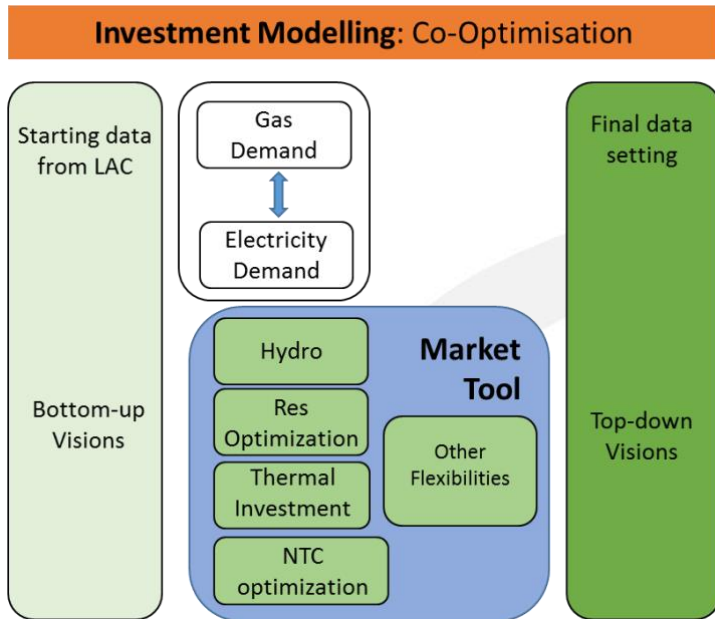 Investment Modelling: Co-Optimisation
Starting data
from LAC
Bottom-up
Visions
Gas
Demand
Electricity
Demand
Market
Tool
Hydro
Res
Optimization
Thermal
Investment
NTC
optimization
Other
Flexibilities
Final data
setting
Top-down
Visions